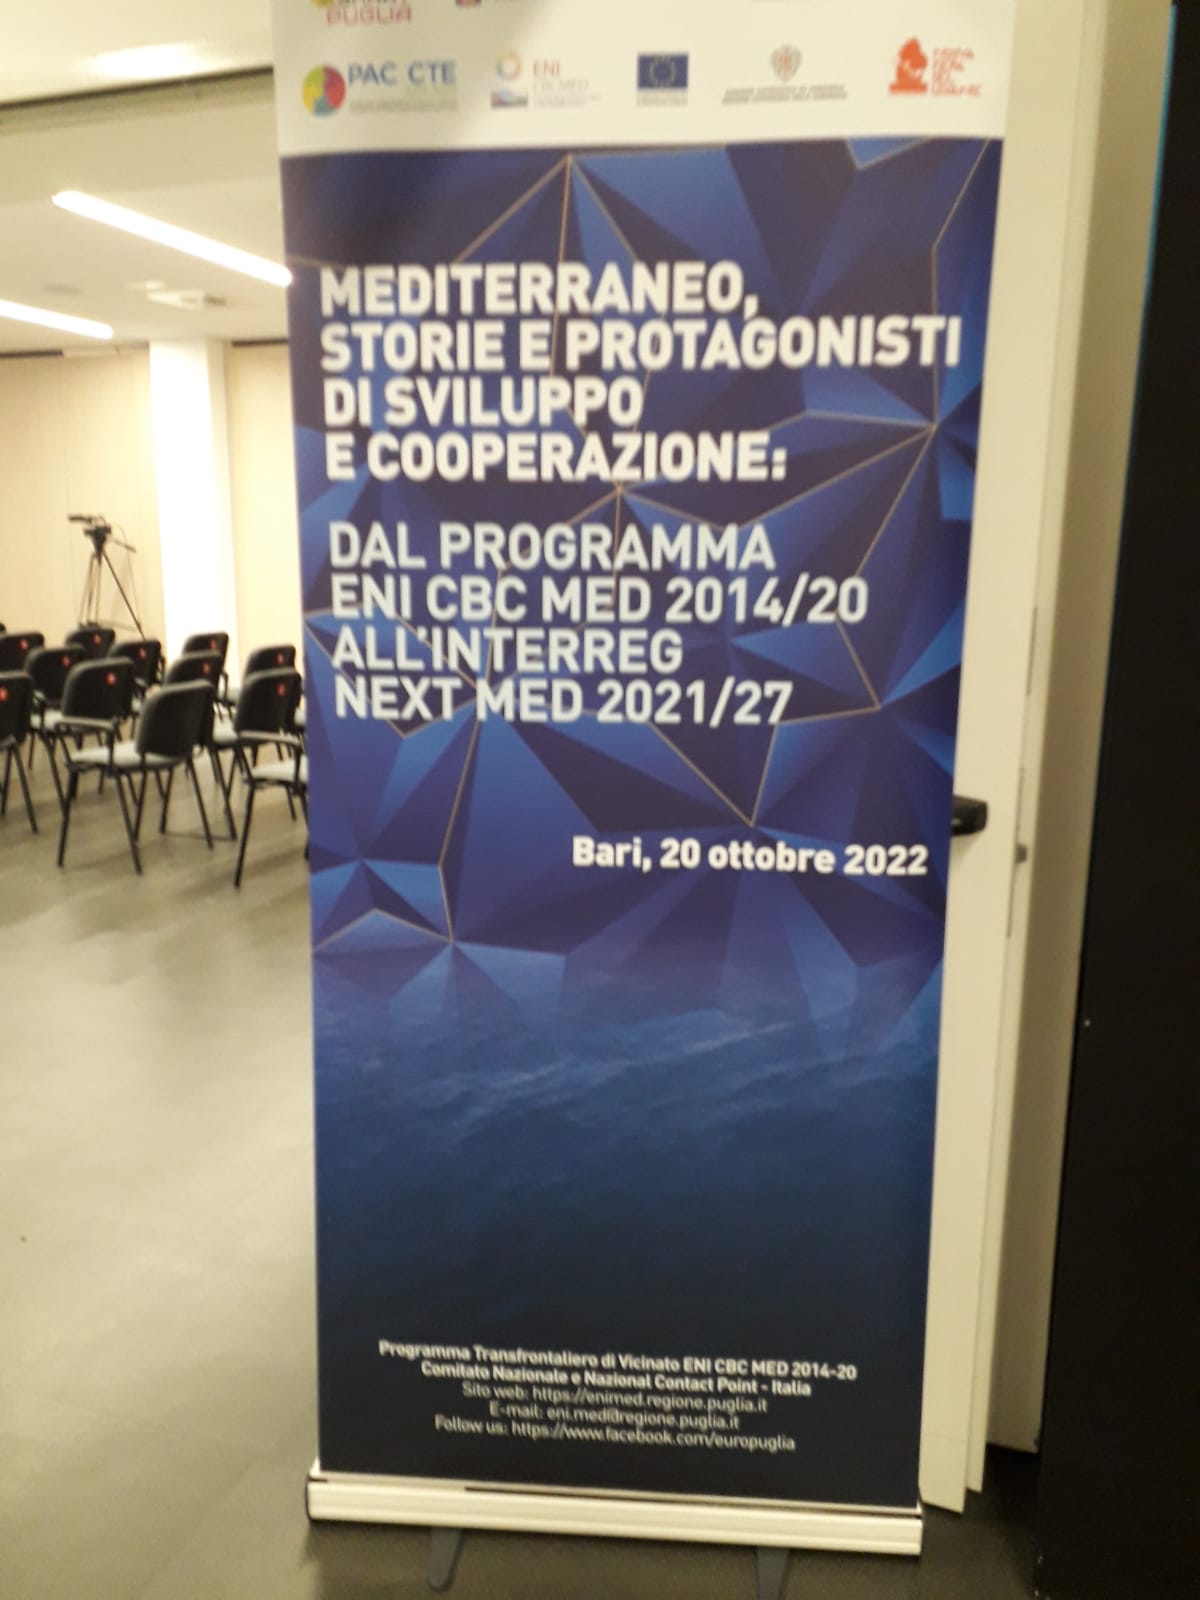 PUGLIA
PAC CTE
ENI
CBCMED
MEDITERRANEO,
STORIE E PROTAGONISTI
DI SVILUPPO
E COOPERAZIONE:
DAL PROGRAMMA
ENI CBC MED 2014/20
ALL'INTERREG
NEXT MED 2021/27
Bari, 20 ottobre 2022
Programma Transfrontaliero di Vicinato ENI CBC MED 2014-20
Comitato Nazionale e Nazional Contact Point - Italia
Sito web: https://enimed.regione.puglia.it
E-mail: eni.med@regione.puglia.it
Follow us: https://www.facebook.com/europuglia